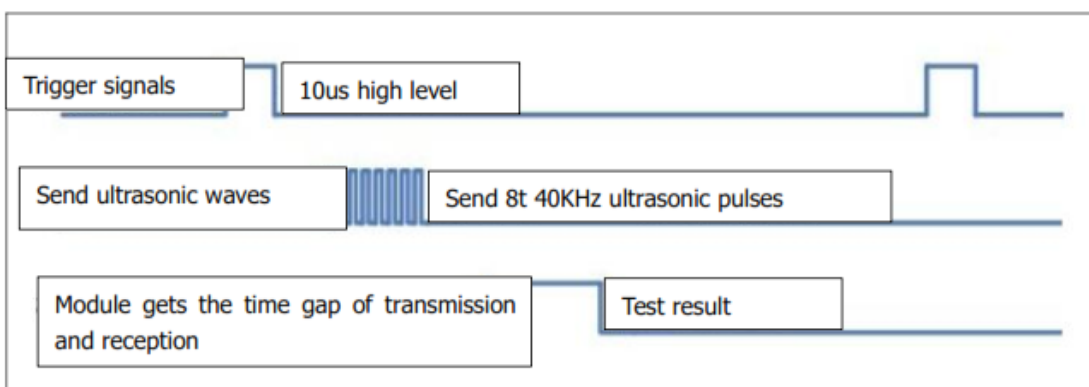 Trigger signals
10us high level
Send ultrasonic waves
Send 8t 40KHz ultrasonic pulses
Module gets the time gap of transmission
and reception
Test result